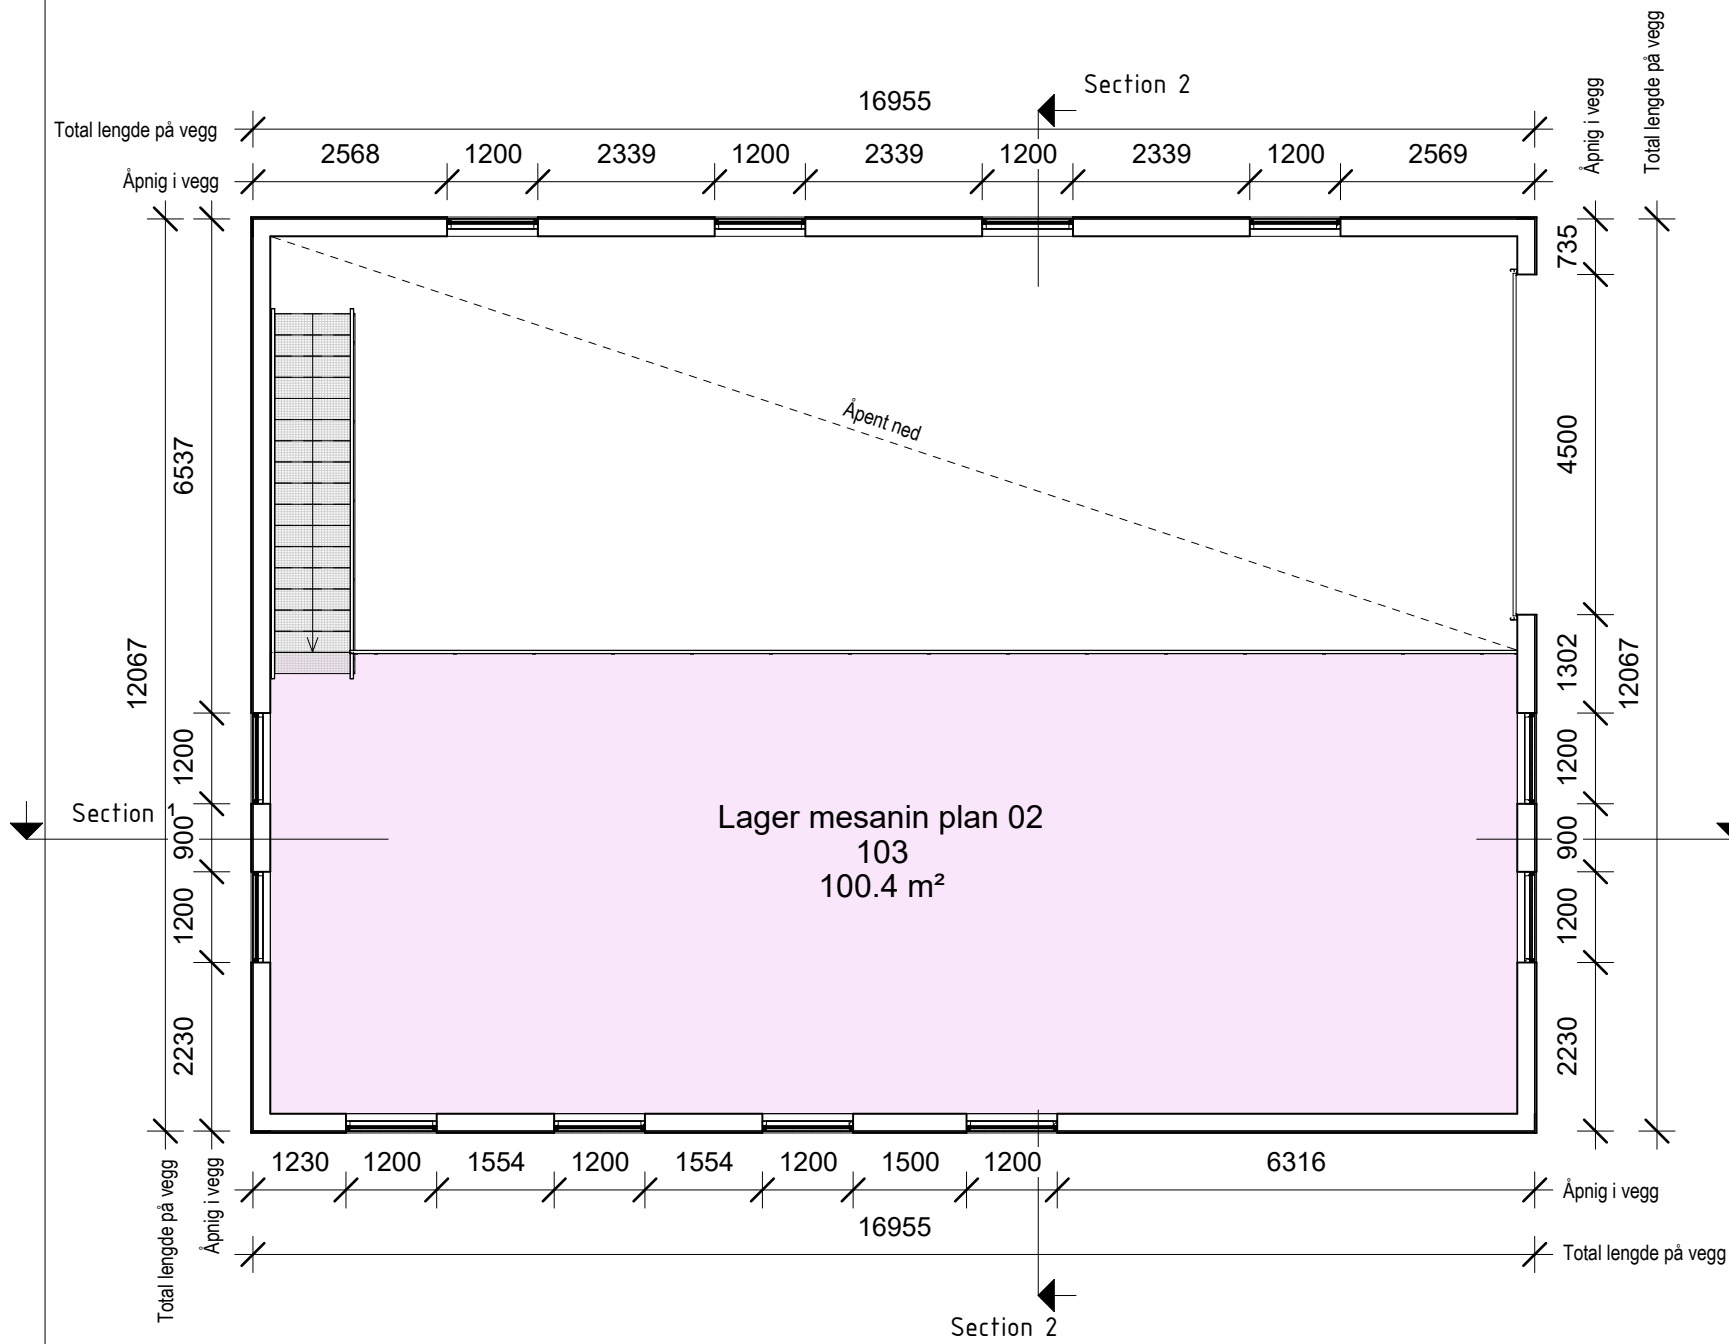 Section 2
16955
Total lengde på vegg
2568 1200 2339 1200 2339 1200 2339 1200 2569
Åpnig i vegg
Åpnig i vegg
Total lengde på vegg
735
4500
1302
12067
1200
900
1200
2230
6537
12067
1200
900
1200
2230
Section 1
Åpent ned
Lager mesanin plan 02
103
100.4 m²
1230 1200 1554 1200 1554 1200 1500 1200 6316
Åpnig i vegg
16955
Total lengde på vegg
Total lengde på vegg
Åpnig i vegg
Section 2